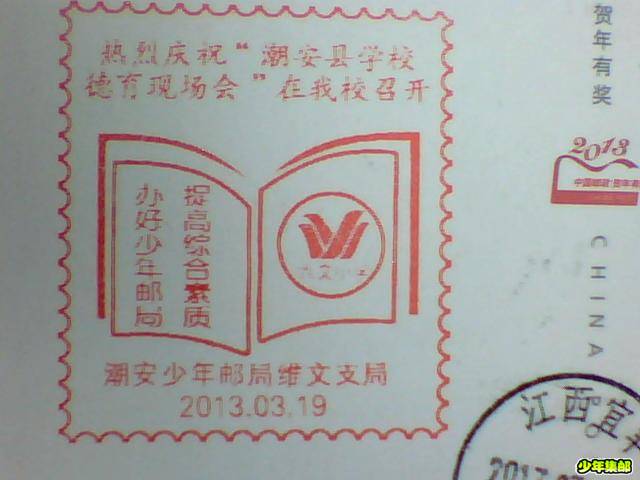 热烈庆祝“潮安县学校
德育现场会”在我校召开
提高综合素质
办好少年邮局
潮安少年邮局维文支局
2013.03.19
贺年有奖
2013
CHINA
江西宜
少年集邮